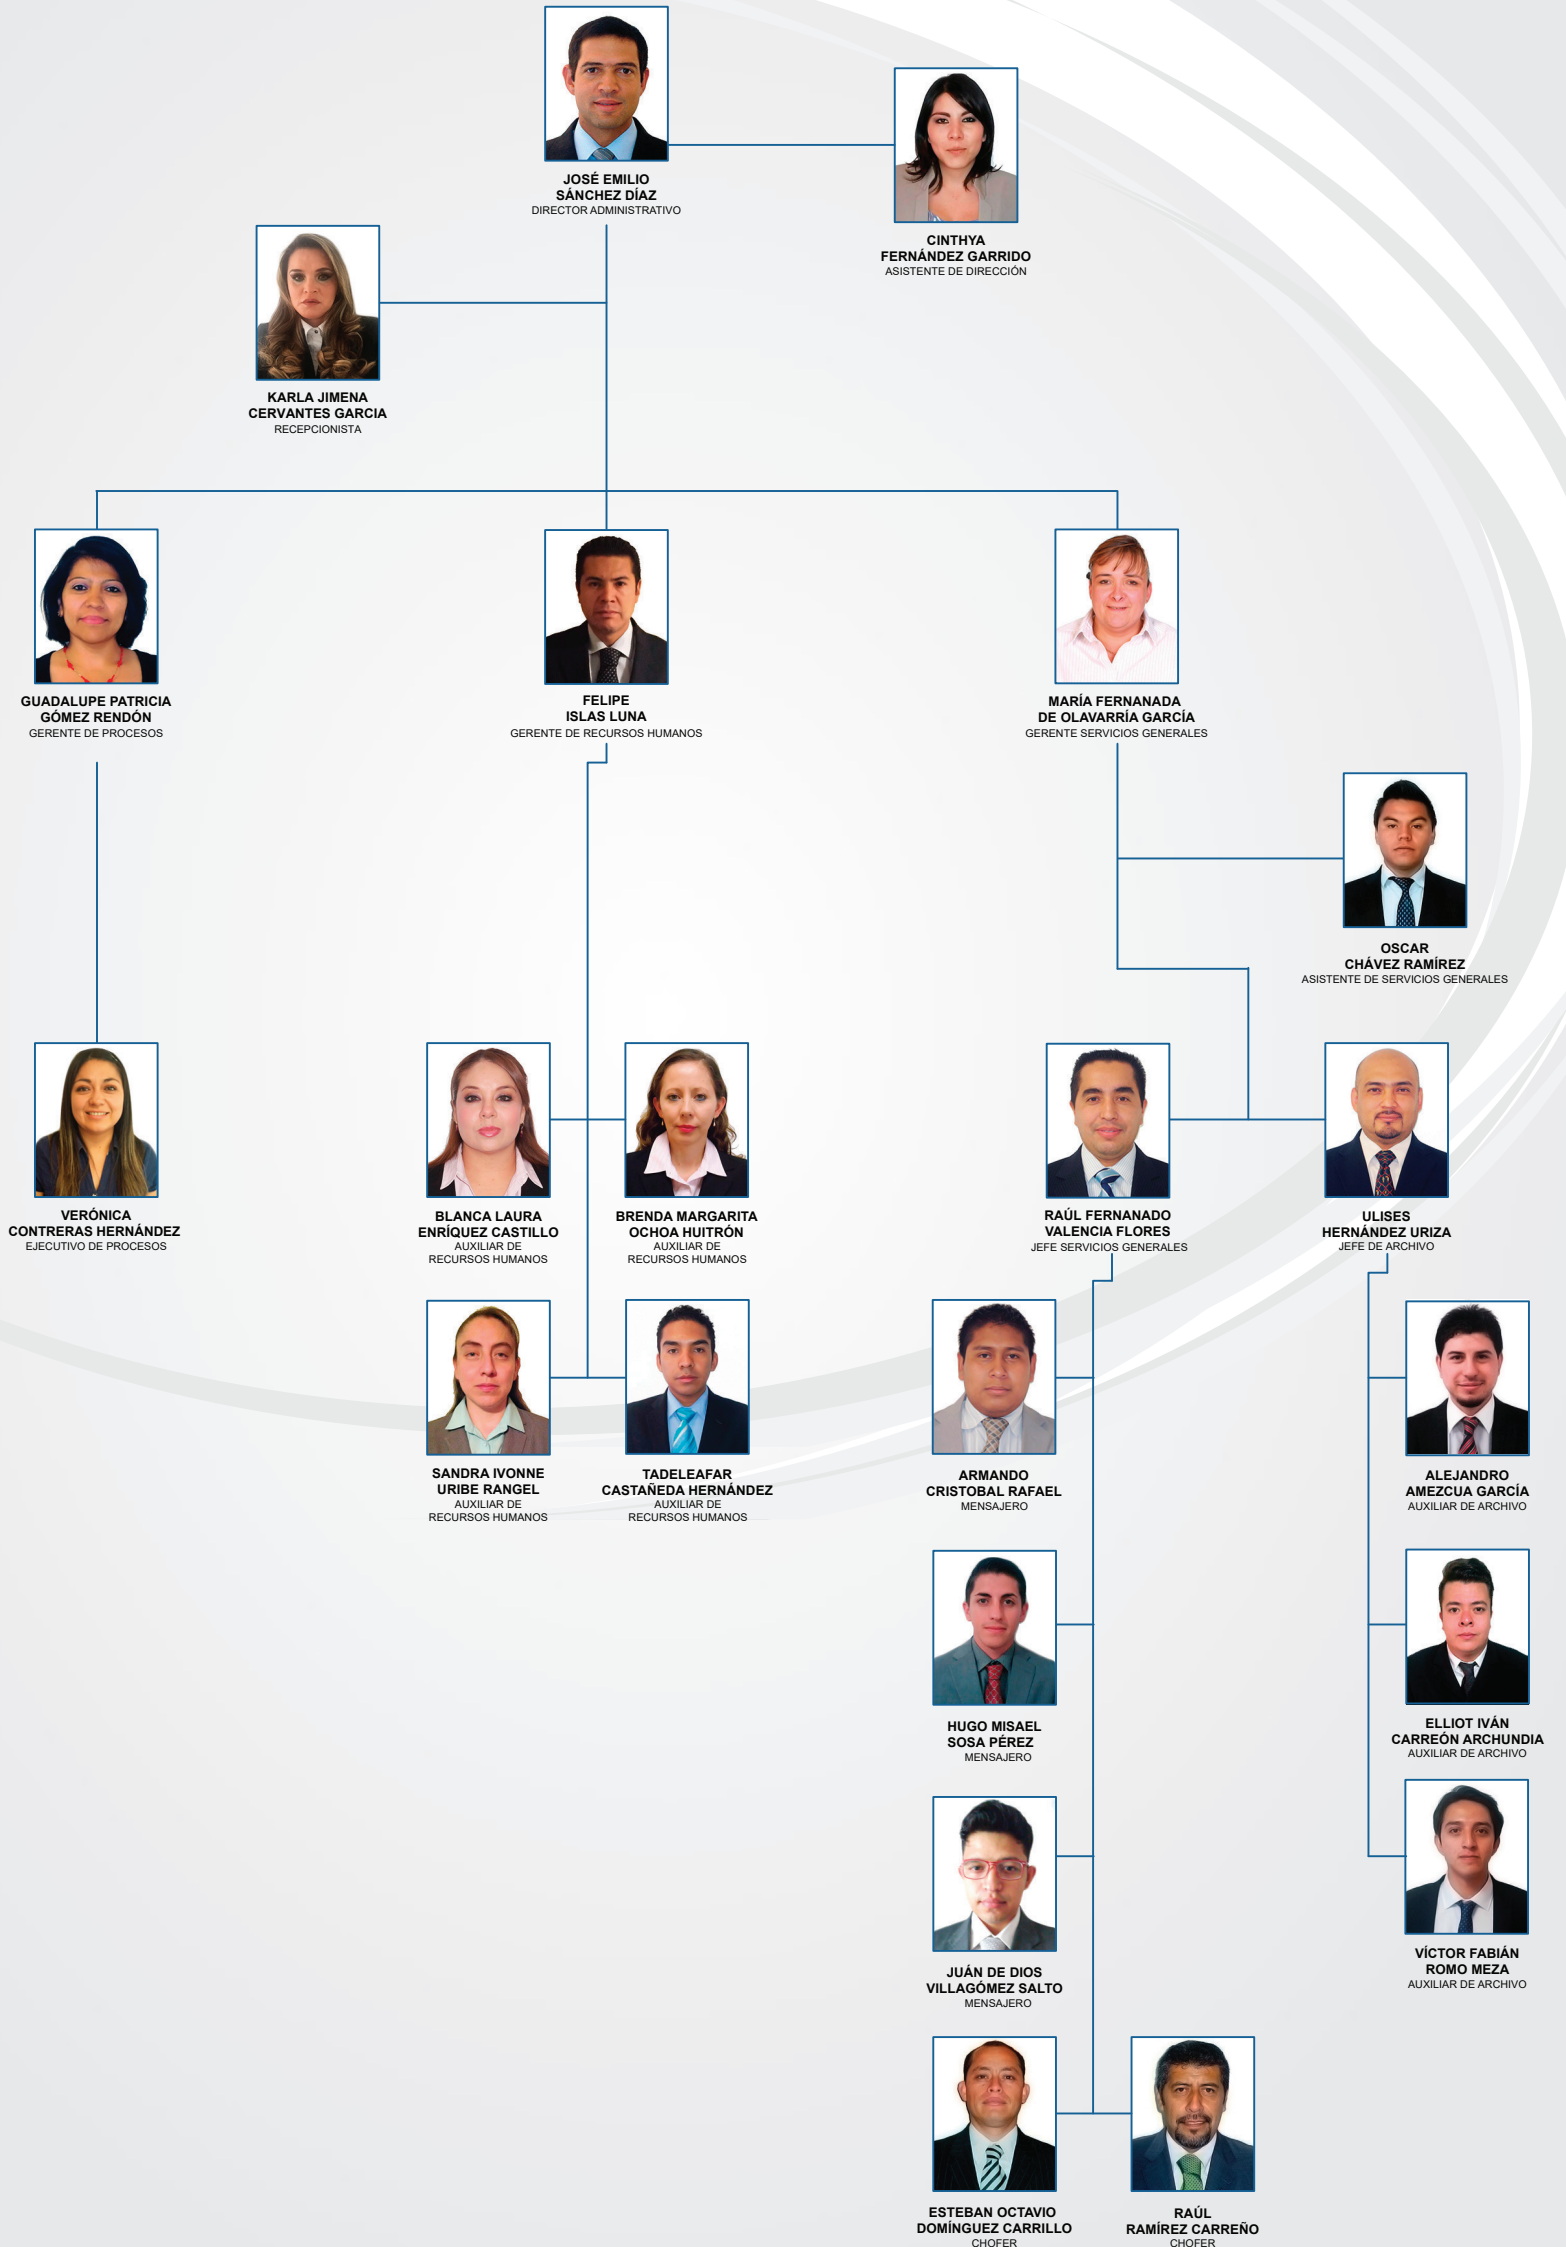 JOSÉ EMILIO
SÁNCHEZ DÍAZ
DIRECTOR ADMINISTRATIVO
CINTHYA
FERNÁNDEZ GARRIDO
ASISTENTE DE DIRECCIÓN
KARLA JIMENA
CERVANTES GARCIA
RECEPCIONISTA
GUADALUPE PATRICIA
GÓMEZ RENDÓN
GERENTE DE PROCESOS
FELIPE
ISLAS LUNA
GERENTE DE RECURSOS HUMANOS
MARÍA FERNANADA
DE OLAVARRÍA GARCÍA
GERENTE SERVICIOS GENERALES
OSCAR
CHÁVEZ RAMÍREZ
ASISTENTE DE SERVICIOS GENERALES
VERÓNICA
CONTRERAS HERNÁNDEZ
EJECUTIVO DE PROCESOS
BLANCA LAURA
ENRÍQUEZ CASTILLO
AUXILIAR DE
RECURSOS HUMANOS
BRENDA MARGARITA
OCHOA HUITRÓN
AUXILIAR DE
RECURSOS HUMANOS
RAÚL FERNANADO
VALENCIA FLORES
JEFE SERVICIOS GENERALES
ULISES
HERNÁNDEZ URIZA
JEFE DE ARCHIVO
SANDRA IVONNE
URIBE RANGEL
AUXILIAR DE
RECURSOS HUMANOS
TADELEAFAR
CASTAÑEDA HERNÁNDEZ
AUXILIAR DE
RECURSOS HUMANOS
ARMANDO
CRISTOBAL RAFAEL
MENSAJERO
ALEJANDRO
AMEZCUA GARCÍA
AUXILIAR DE ARCHIVO
HUGO MISAEL
SOSA PÉREZ
MENSAJERO
ELLIOT IVÁN
CARREÓN ARCHUNDIA
AUXILIAR DE ARCHIVO
JUÁN DE DIOS
VILLAGÓMEZ SALTO
MENSAJERO
VÍCTOR FABIÁN
ROMO MEZA
AUXILIAR DE ARCHIVO
ESTEBAN OCTAVIO
DOMÍNGUEZ CARRILLO
CHOFER
RAÚL
RAMÍREZ CARREÑO
CHOFER